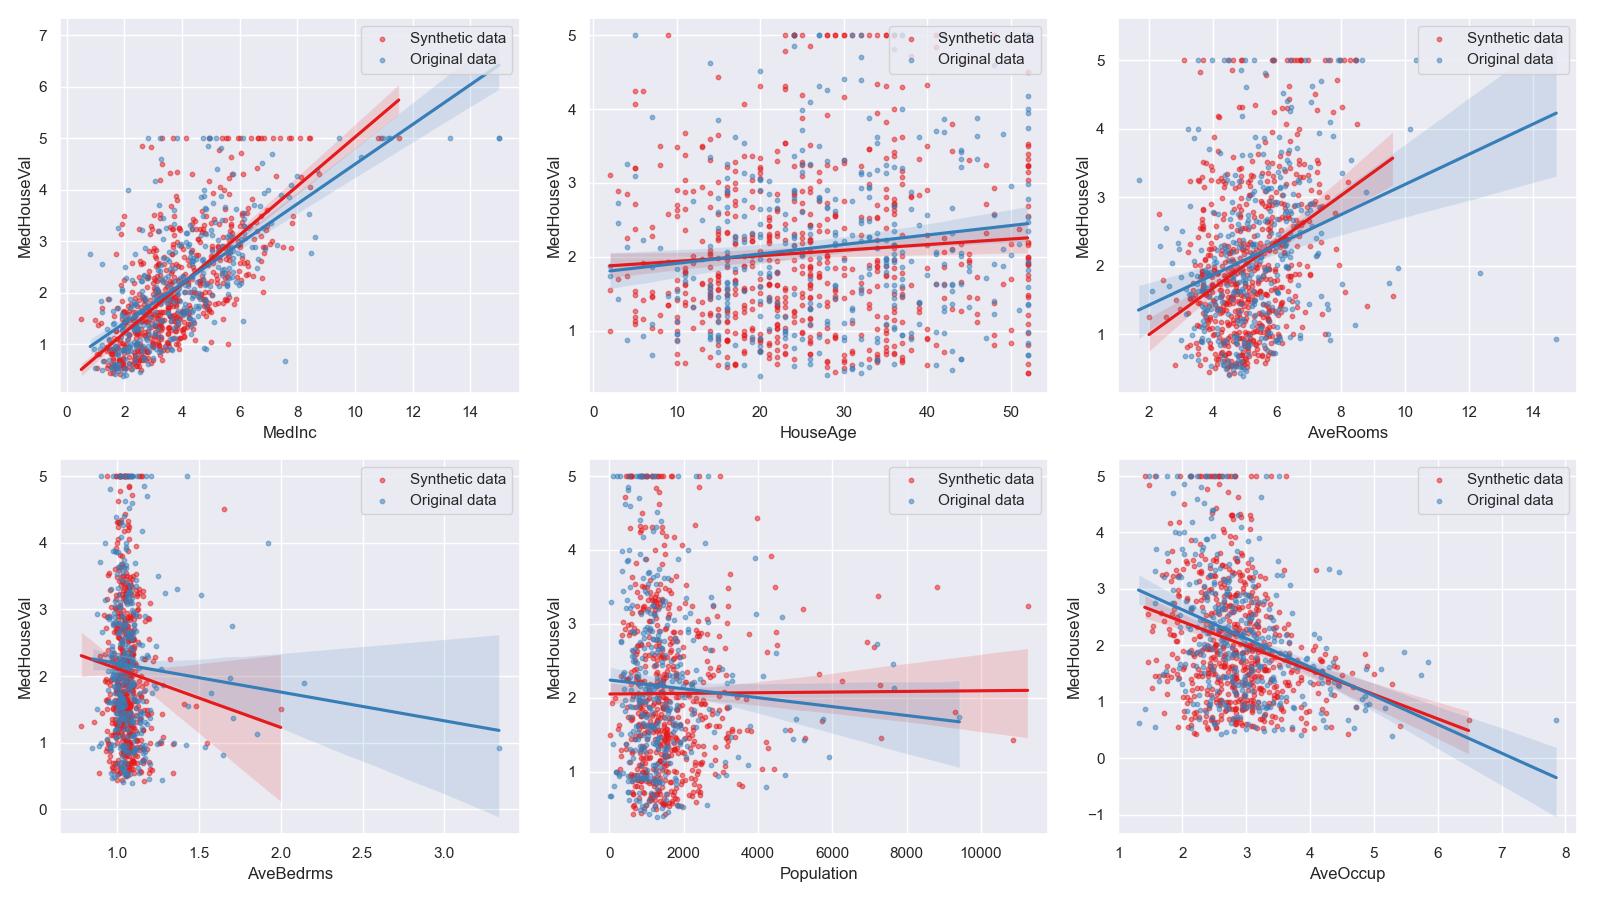 Synthetic data
Original data
MedHouseVal
7
6
5
4
3
2
1
0 2 4 6 8 10 12 14
MedInc
Synthetic data
Original data
MedHouseVal
5
4
3
2
1
0 10 20 30 40 50
HouseAge
Synthetic data
Original data
MedHouseVal
5
4
3
2
1
2 4 6 8 10 12 14
AveRooms
Synthetic data
Original data
MedHouseVal
5
4
3
2
1
0
1.0 1.5 2.0 2.5 3.0
AveBedrms
Synthetic data
Original data
MedHouseVal
5
4
3
2
1
0 2000 4000 6000 8000 10000
Population
Synthetic data
Original data
MedHouseVal
5
4
3
2
1
0
−1
1 2 3 4 5 6 7 8
AveOccup